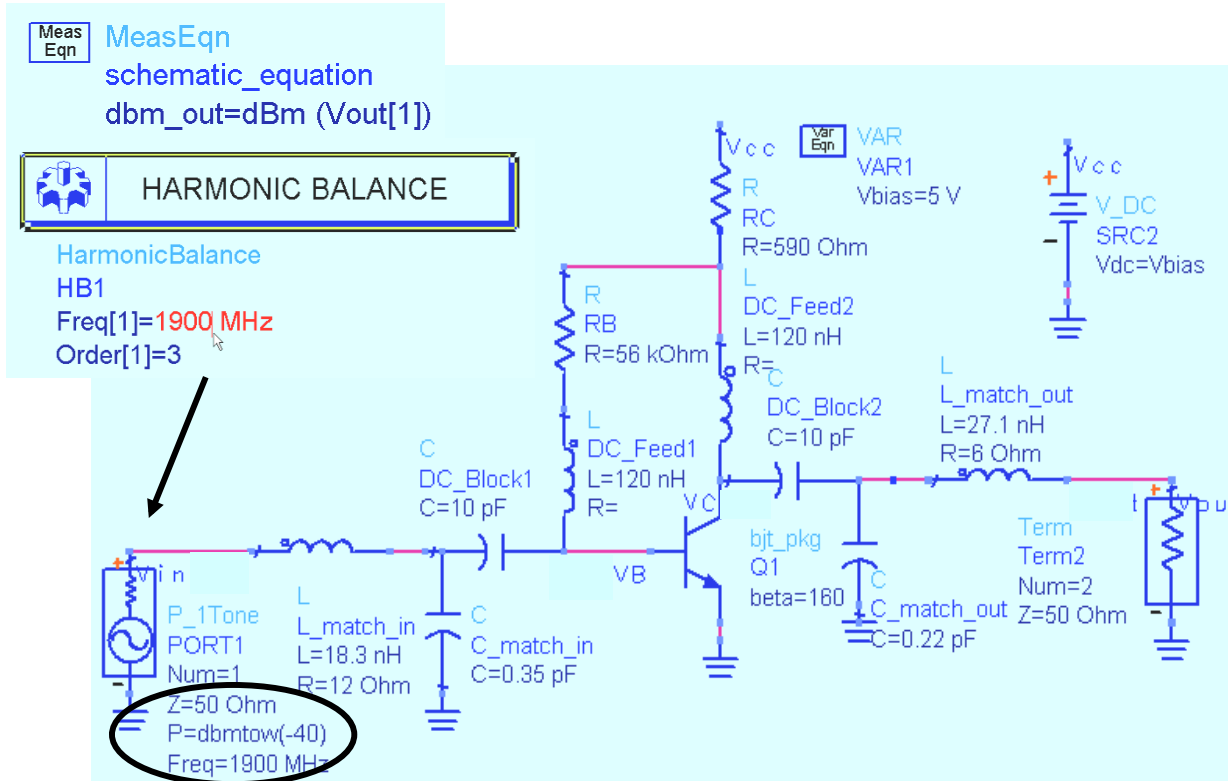 Meas
Eqn
MeasEqn
schematic_equation
dbm_out=dBm (Vout[1])
HARMONIC BALANCE
HarmonicBalance
HB1
Freq[1]=1900 MHz
Order[1]=3
Vcc
R
RC
R=590 Ohm
Var
Eqn
VAR
VAR1
Vbias=5 V
Vcc
+
V_DC
SRC2
Vdc=Vbias
-
R
RB
R=56 kOhm
L
DC_Feed2
L=120 nH
R=
C
DC_Block2
C=10 pF
L
L_match_out
L=27.1 nH
R=6 Ohm
C
DC_Block1
C=10 pF
L
DC_Feed1
L=120 nH
R=
VC
VB
bjt_pkg
Q1
beta=160
C
C_match_out
C=0.22 pF
Term
Term2
Num=2
Z=50 Ohm
+
Vou
-
+
Vin
P_1Tone
PORT1
Num=1
Z=50 Ohm
P=dbmtow(-40)
Freq=1900 MHz
-
L
L_match_in
L=18.3 nH
R=12 Ohm
C
C_match_in
C=0.35 pF